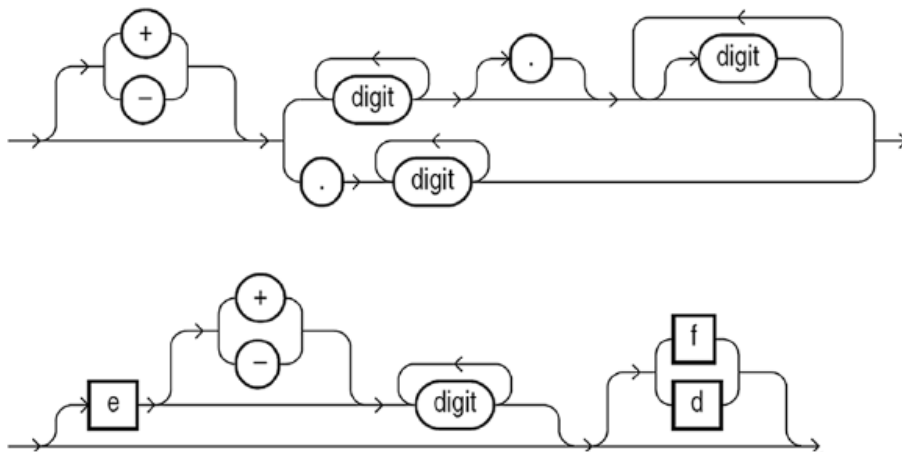 +
digit . digit
−
. digit
+
f
−
e digit
d